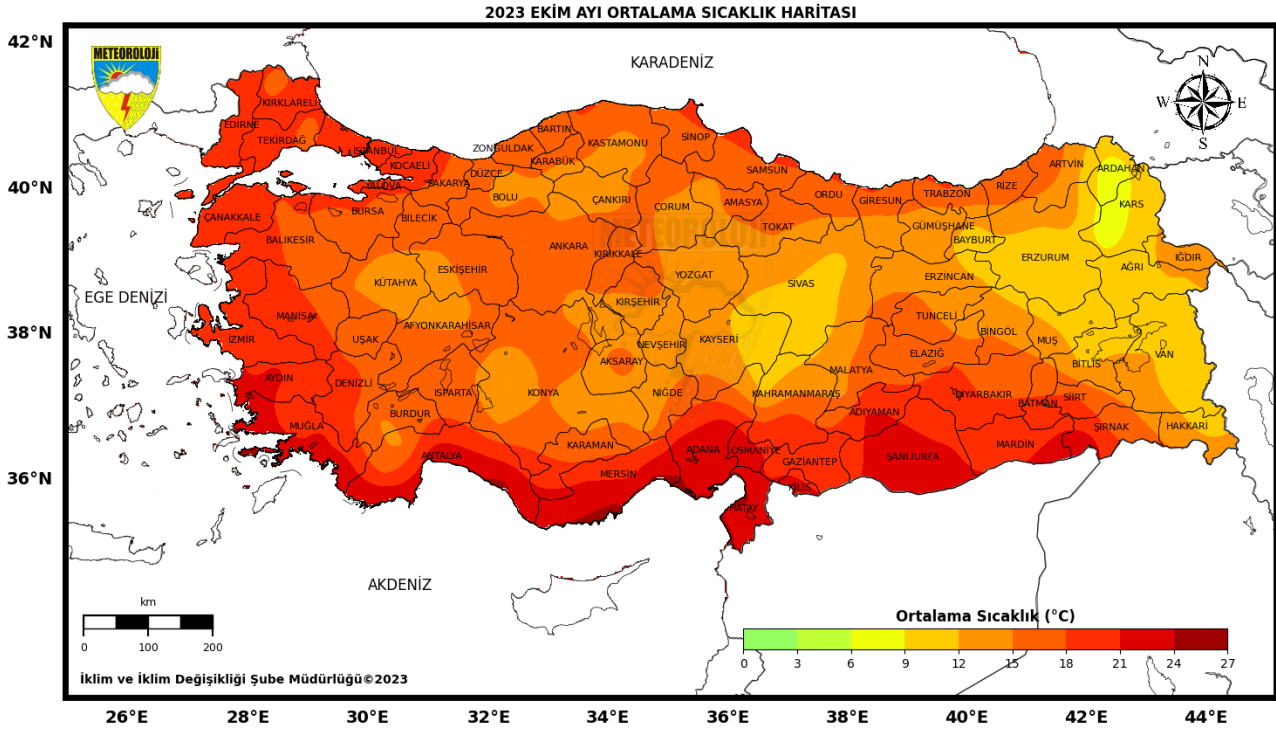 2023 EKİM AYI ORTALAMA SICAKLIK HARİTASI
42°N
40°N
38°N
36°N
METEOROLOJİ
KARADENİZ
N
W
E
S
EGE DENİZİ
AKDENİZ
KIRKLARELİ
EDİRNE
TEKİRDAĞ
İSTANBUL
KOCAELİ
YALOVA
SAKARYA
DÜZCE
ZONGULDAK
BARTIN
KARABÜK
KASTAMONU
SİNOP
SAMSUN
ORDU
GİRESUN
TRABZON
RİZE
ARTVİN
ARDAHAN
KARS
ÇANAKKALE
BURSA
BİLECİK
BOLU
ÇANKIRI
ÇORUM
AMASYA
TOKAT
GÜMÜŞHANE
BAYBURT
BALIKESİR
ANKARA
KIRIKKALE
METEOROLOJİ
ERZURUM
AĞRI
IĞDIR
KÜTAHYA
ESKİŞEHİR
YOZGAT
SİVAS
ERZİNCAN
MANİSA
AFYONKARAHİSAR
KIRŞEHİR
TUNCELİ
BİNGÖL
MUŞ
İZMİR
UŞAK
NEVŞEHİR
KAYSERİ
AKSARAY
ELAZIĞ
BİTLİS
VAN
AYDIN
DENİZLİ
ISPARTA
KONYA
NİĞDE
KAHRAMANMARAŞ
MALATYA
DİYARBAKIR
BATMAN
SİİRT
BURDUR
ADIYAMAN
MUĞLA
ANTALYA
KARAMAN
ADANA
OSMANİYE
GAZİANTEP
ŞANLIURFA
MARDİN
ŞIRNAK
HAKKARİ
MERSİN
KİLİS
HATAY
km
0 100 200
Ortalama Sıcaklık (°C)
0 3 6 9 12 15 18 21 24 27
İklim ve İklim Değişikliği Şube Müdürlüğü©2023
26°E 28°E 30°E 32°E 34°E 36°E 38°E 40°E 42°E 44°E